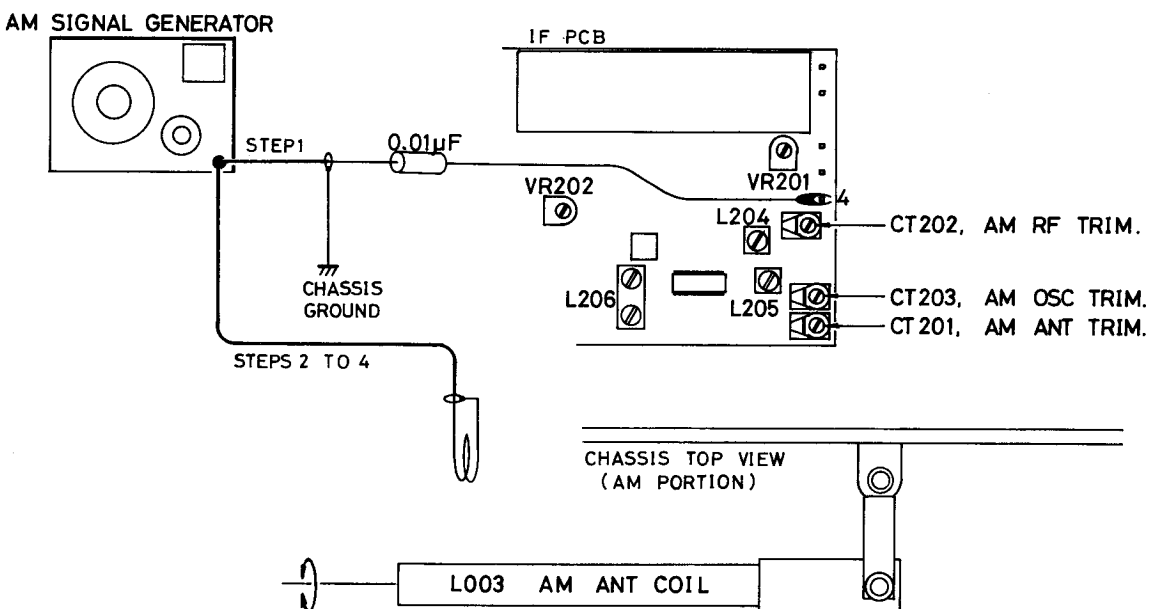 AM SIGNAL GENERATOR
IF PCB
STEP1
0.01µF
VR201
VR202
4
L204
CT202, AM RF TRIM.
CHASSIS
GROUND
L206
L205
CT203, AM OSC TRIM.
CT201, AM ANT TRIM.
STEPS 2 TO 4
CHASSIS TOP VIEW
(AM PORTION)
L003 AM ANT COIL